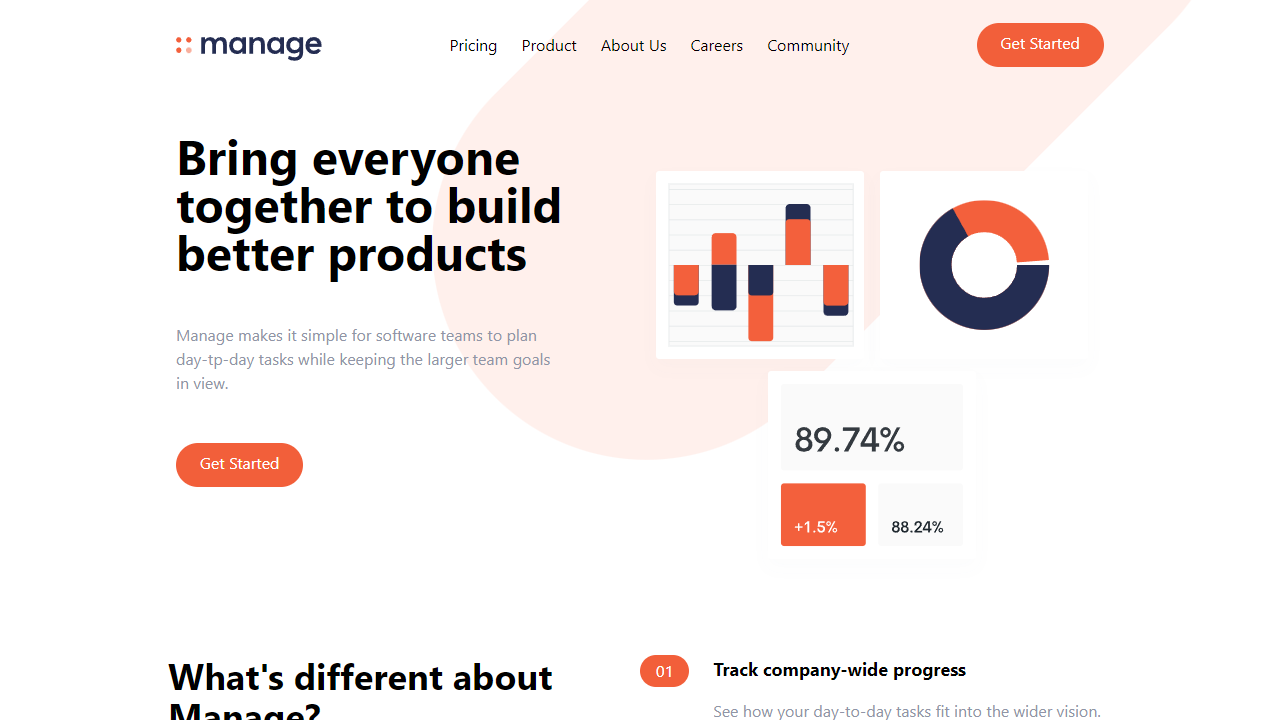 manage
Pricing Product About Us Careers Community
Get Started
Bring everyone
together to build
better products
Manage makes it simple for software teams to plan
day-tp-day tasks while keeping the larger team goals
in view.
Get Started
89.74%
+1.5%
88.24%
What's different about
Manage?
01
Track company-wide progress
See how your day-to-day tasks fit into the wider vision.